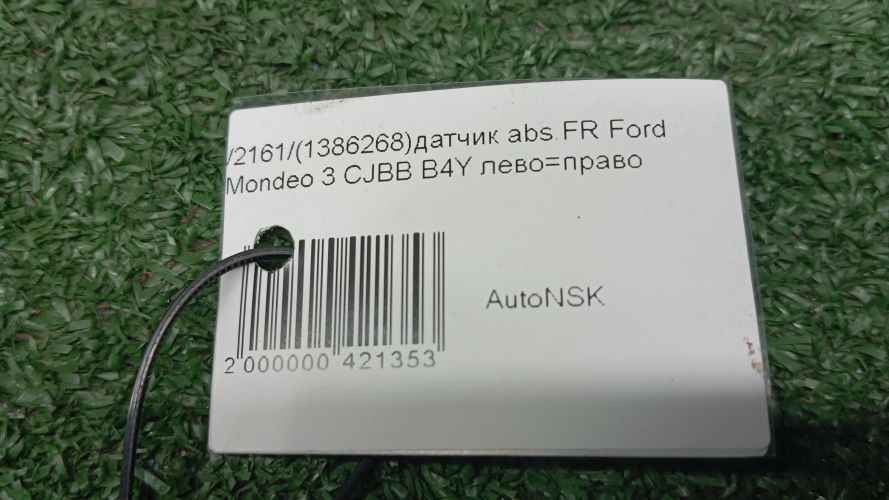 /2161/(1386268)датчик abs.FR Ford
Mondeo 3 CJBB B4Y лево=право
AutoNSK
2 000000 421353